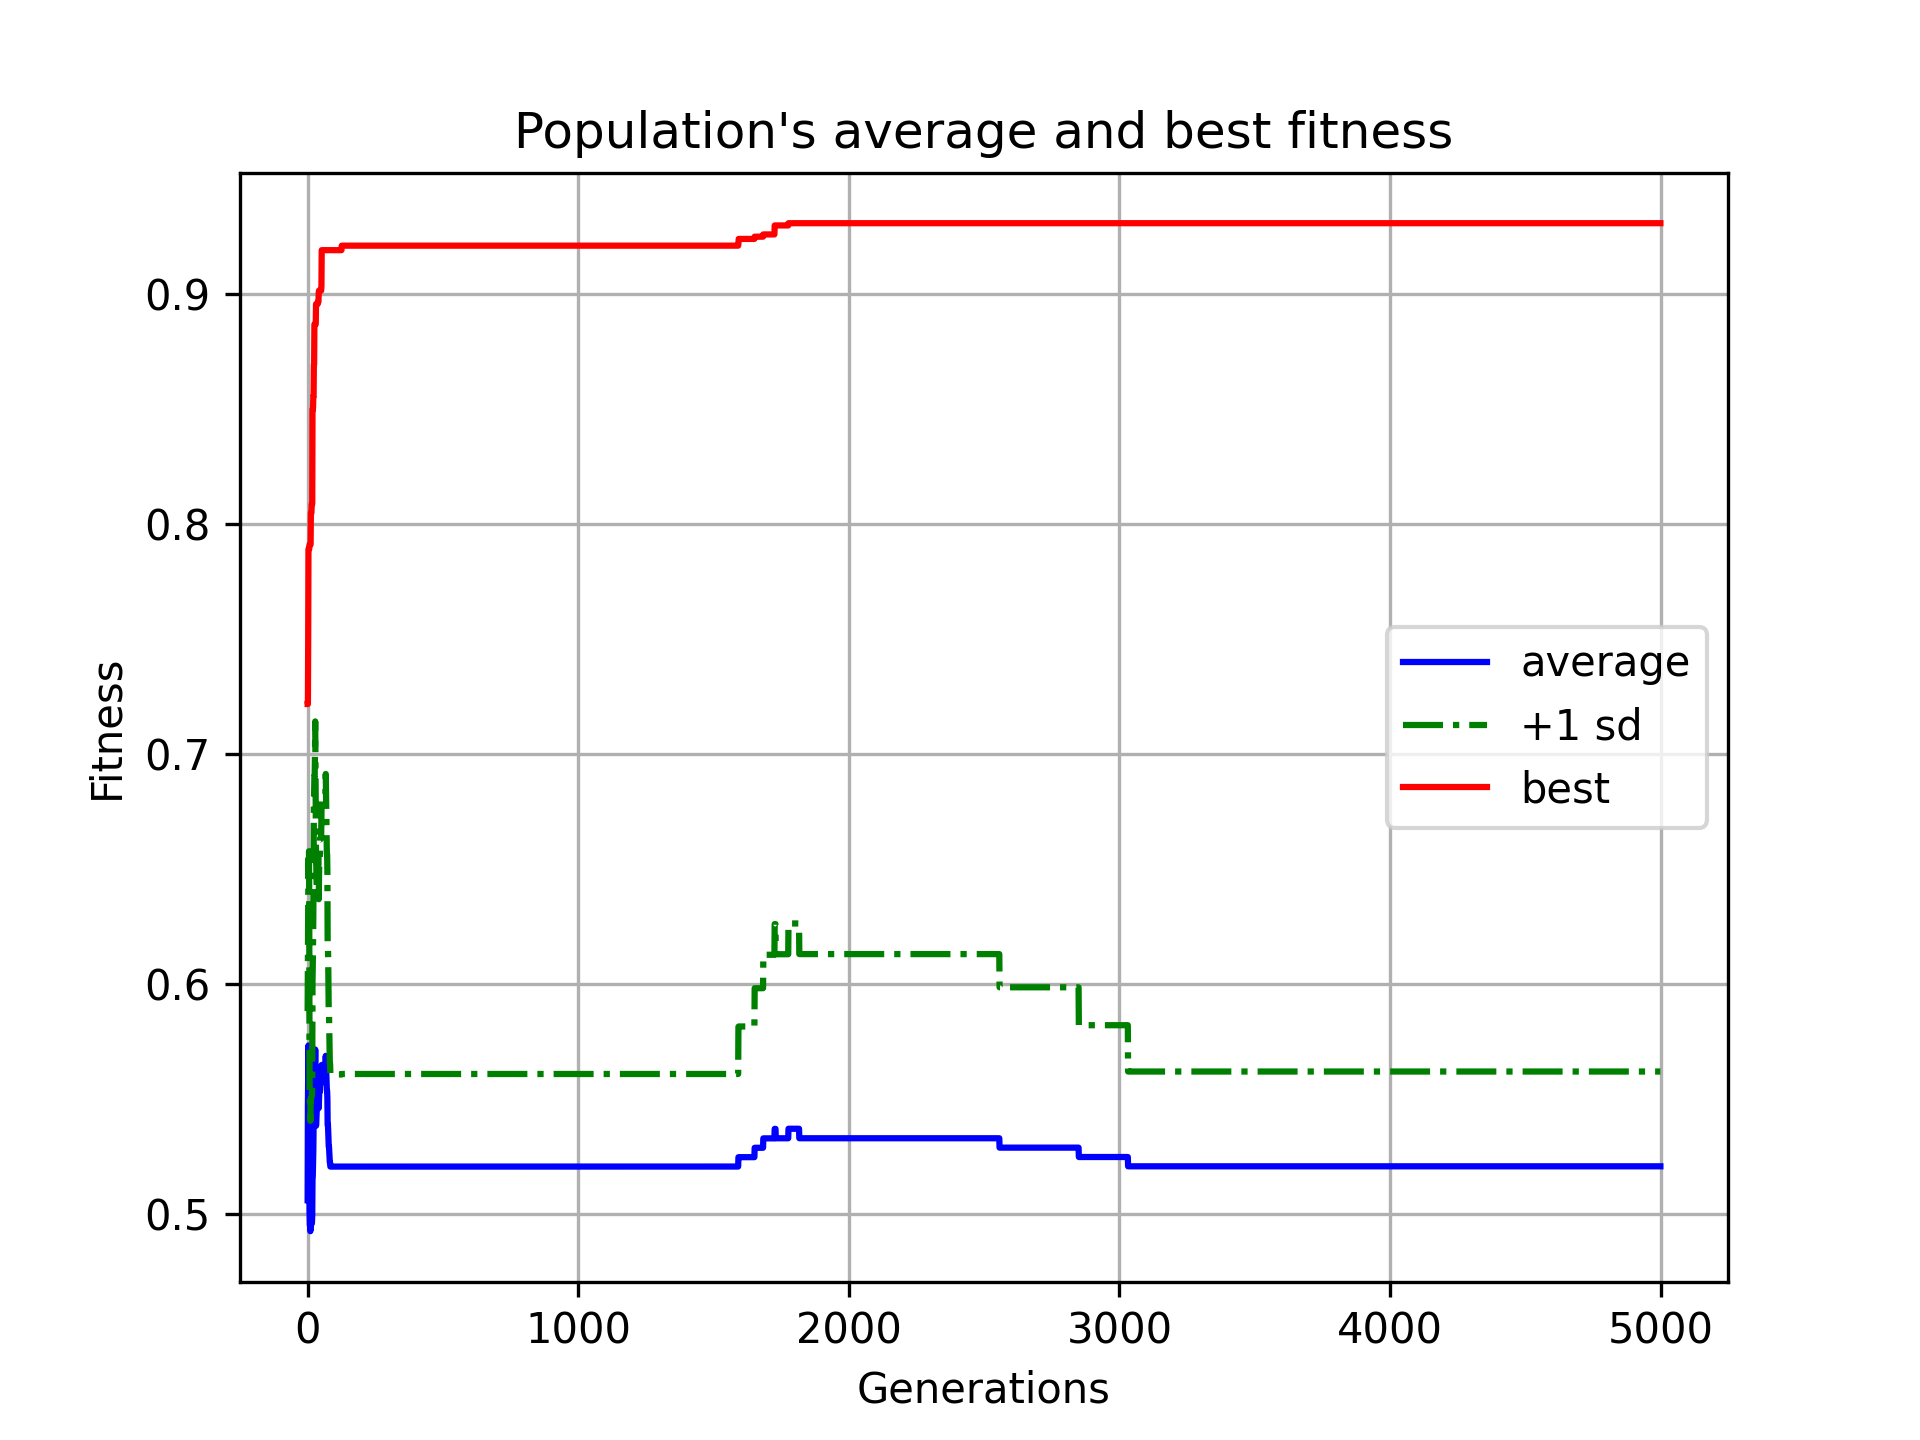 Population's average and best fitness
0.9
0.8
0.7
0.6
0.5
Fitness
average
+1 sd
best
0 1000 2000 3000 4000 5000
Generations